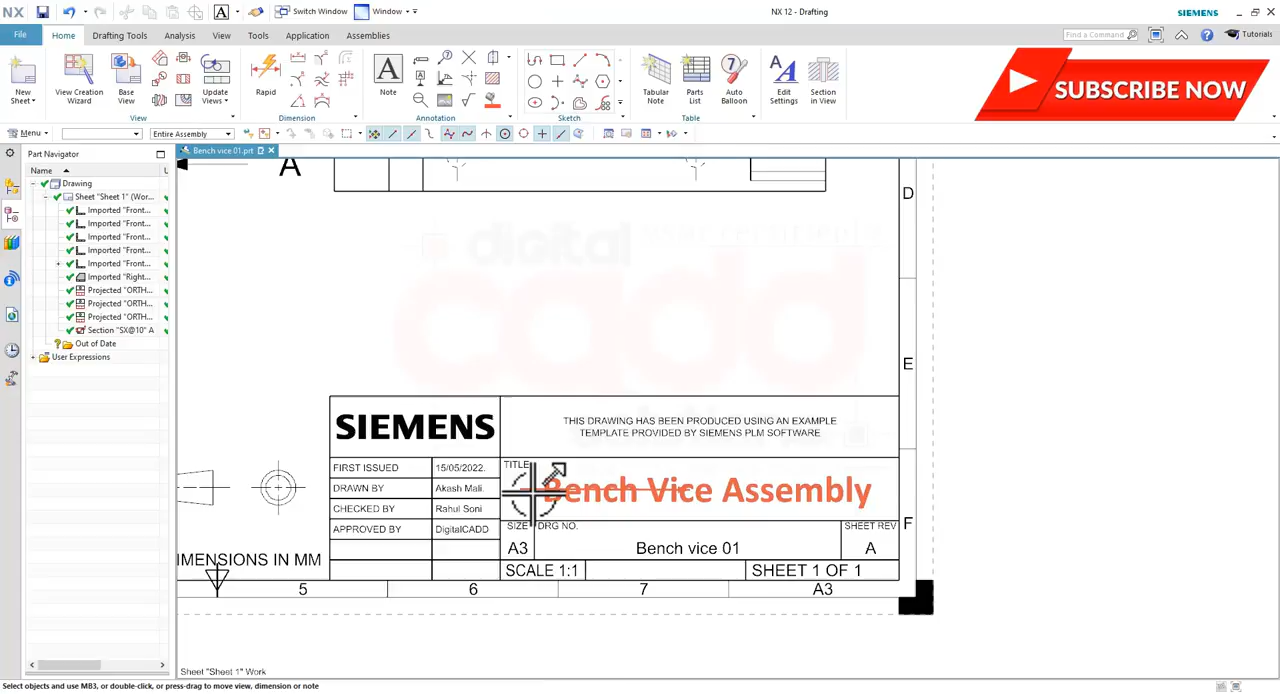 NX
Switch Window
Window
NX 12 - Drafting
SIEMENS
File
Home
Drafting Tools
Analysis
View
Tools
Application
Assemblies
Find a Command
Tutorials
New
Sheet
View Creation
Wizard
Base
View
Update
Views
Rapid
Note
Tabular
Note
Parts
List
Auto
Balloon
Edit
Settings
Section
in View
View
Dimension
Annotation
Sketch
Table
SUBSCRIBE NOW
Menu
Entire Assembly
Part Navigator
Bench vice 01.prt
Name
Drawing
Sheet "Sheet 1" (Wor...
Imported "Front...
Imported "Front...
Imported "Front...
Imported "Front...
Imported "Front...
Imported "Right...
Projected "ORTH...
Projected "ORTH...
Projected "ORTH...
Section "SX@10" A
Out of Date
User Expressions
A
D
digital
cadd
E
SIEMENS
THIS DRAWING HAS BEEN PRODUCED USING AN EXAMPLE
TEMPLATE PROVIDED BY SIEMENS PLM SOFTWARE
FIRST ISSUED 15/05/2022.
DRAWN BY Akash Mali.
CHECKED BY Rahul Soni
APPROVED BY DigitalCADD
TITLE
Bench Vice Assembly
F
SIZE DRG NO. SHEET REV
A3 Bench vice 01 A
SCALE 1:1 SHEET 1 OF 1
IMENSIONS IN MM
5 6 7 A3
Sheet "Sheet 1" Work
Select objects and use MB3, or double-click, or press-drag to move view, dimension or note